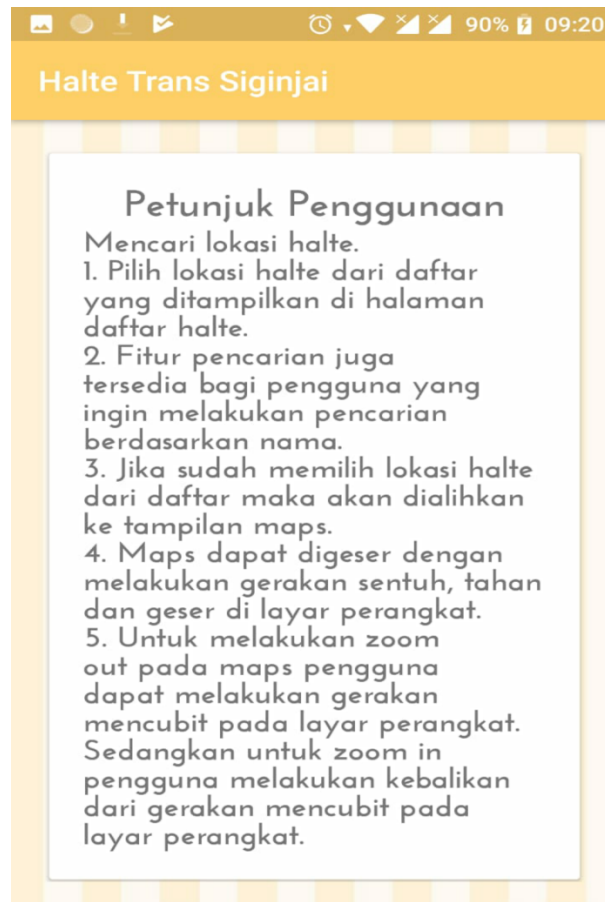 90% 09:20
Halte Trans Siginjai
Petunjuk Penggunaan
Mencari lokasi halte.
1. Pilih lokasi halte dari daftar
yang ditampilkan di halaman
daftar halte.
2. Fitur pencarian juga
tersedia bagi pengguna yang
ingin melakukan pencarian
berdasarkan nama.
3. Jika sudah memilih lokasi halte
dari daftar maka akan dialihkan
ke tampilan maps.
4. Maps dapat digeser dengan
melakukan gerakan sentuh, tahan
dan geser di layar perangkat.
5. Untuk melakukan zoom
out pada maps pengguna
dapat melakukan gerakan
mencubit pada layar perangkat.
Sedangkan untuk zoom in
pengguna melakukan kebalikan
dari gerakan mencubit pada
layar perangkat.